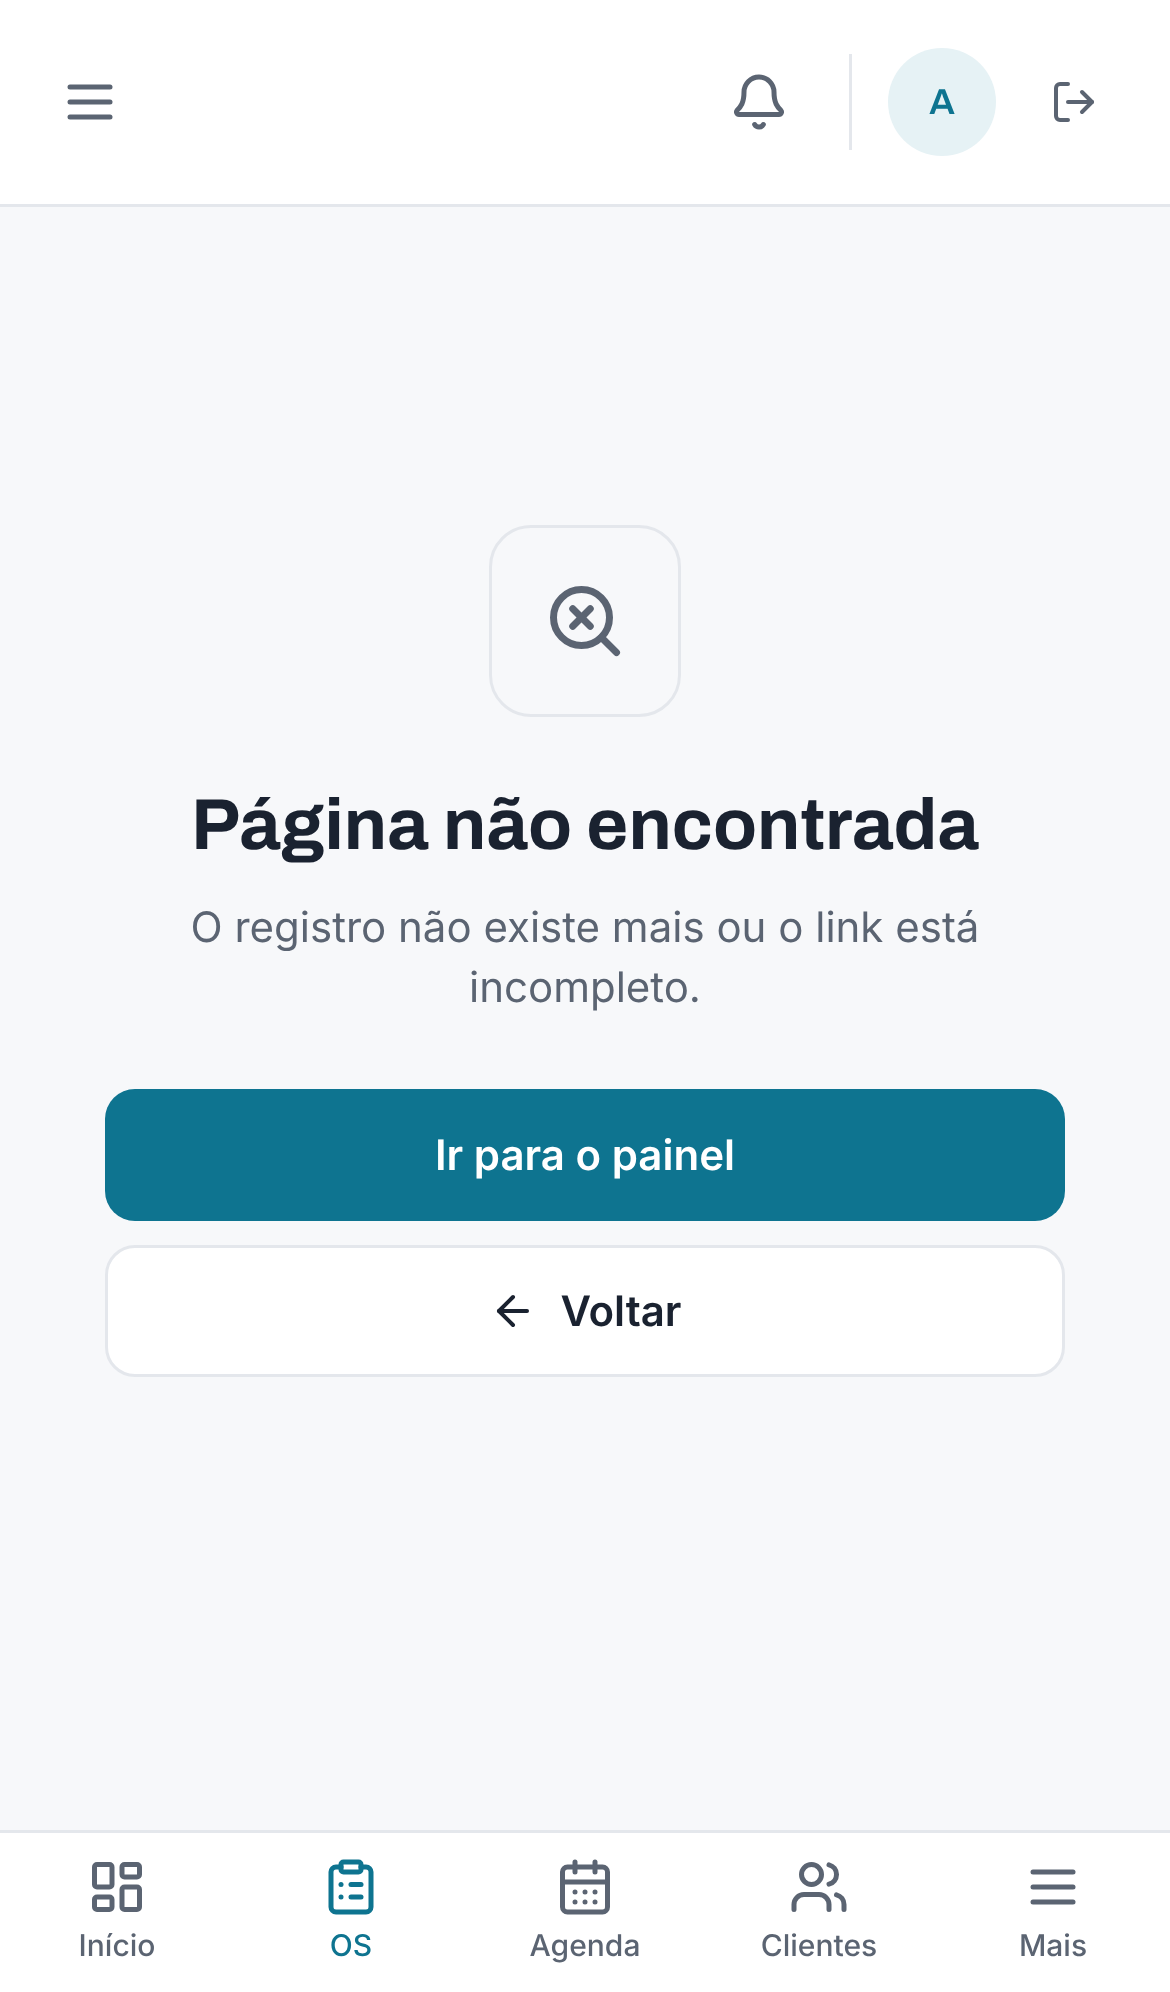 A
Página não encontrada
O registro não existe mais ou o link está
incompleto.
Ir para o painel
Voltar
Início
OS
Agenda
Clientes
Mais